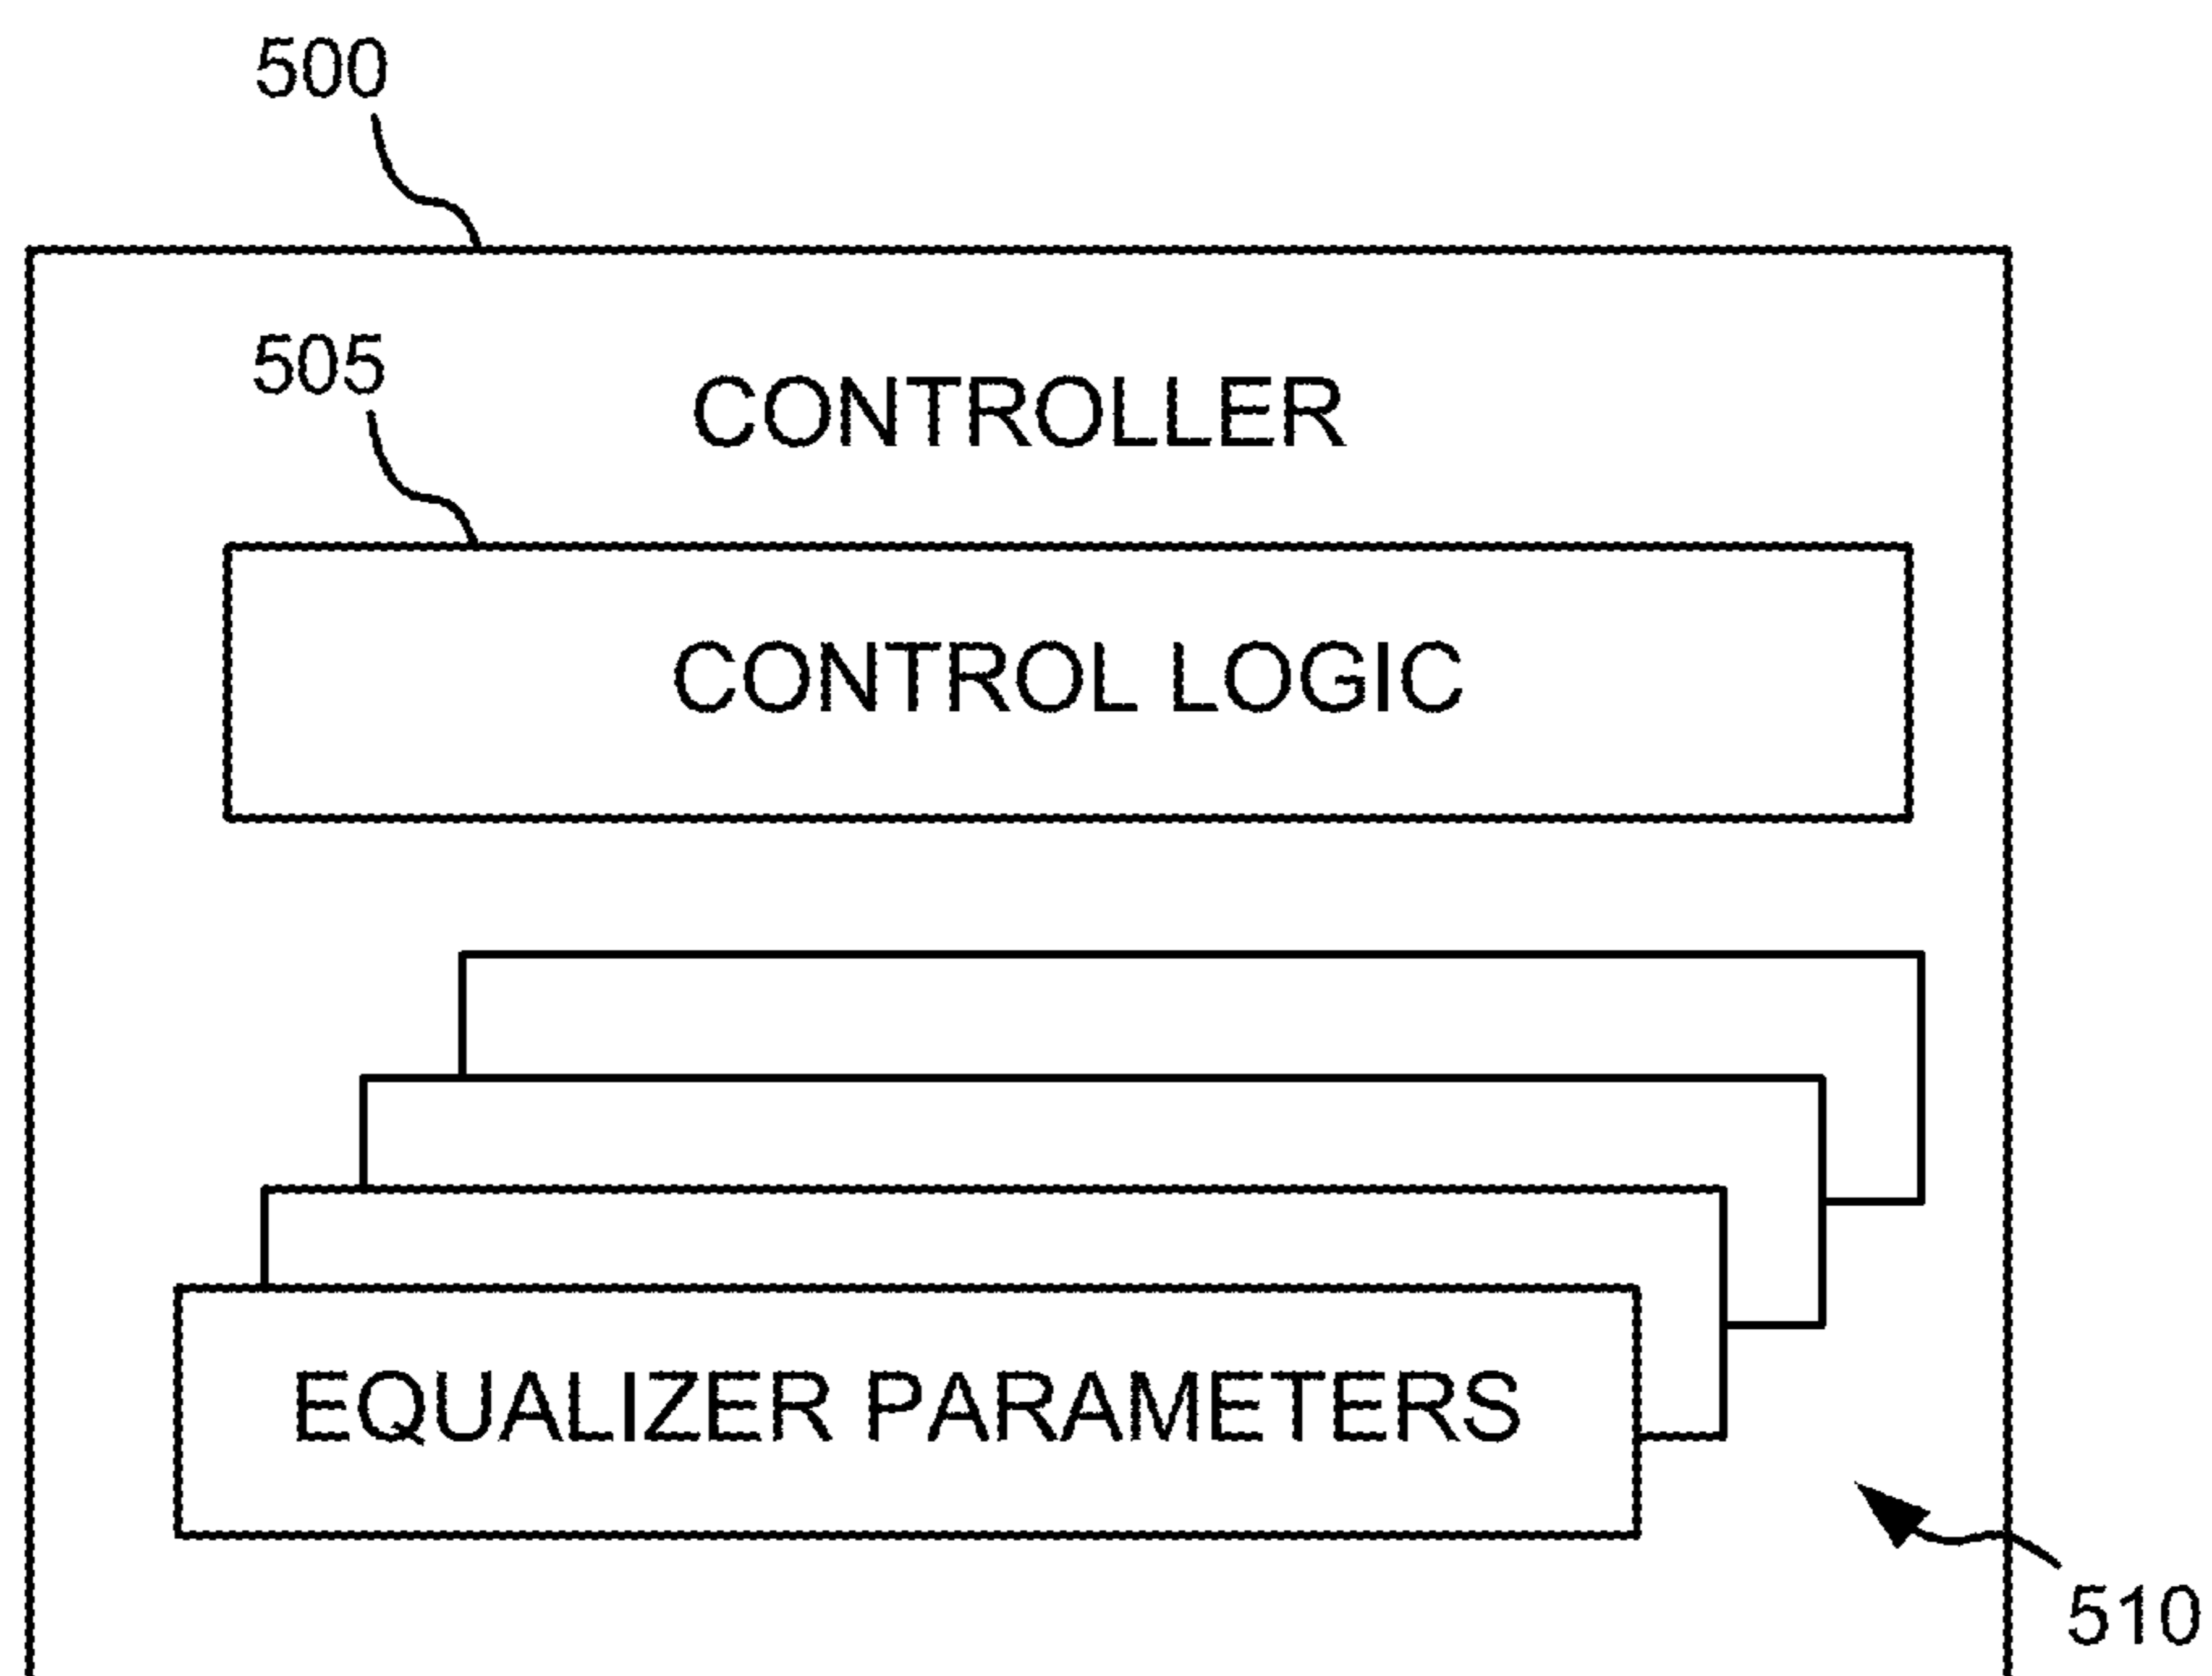 500
505
CONTROLLER
CONTROL LOGIC
EQUALIZER PARAMETERS
510